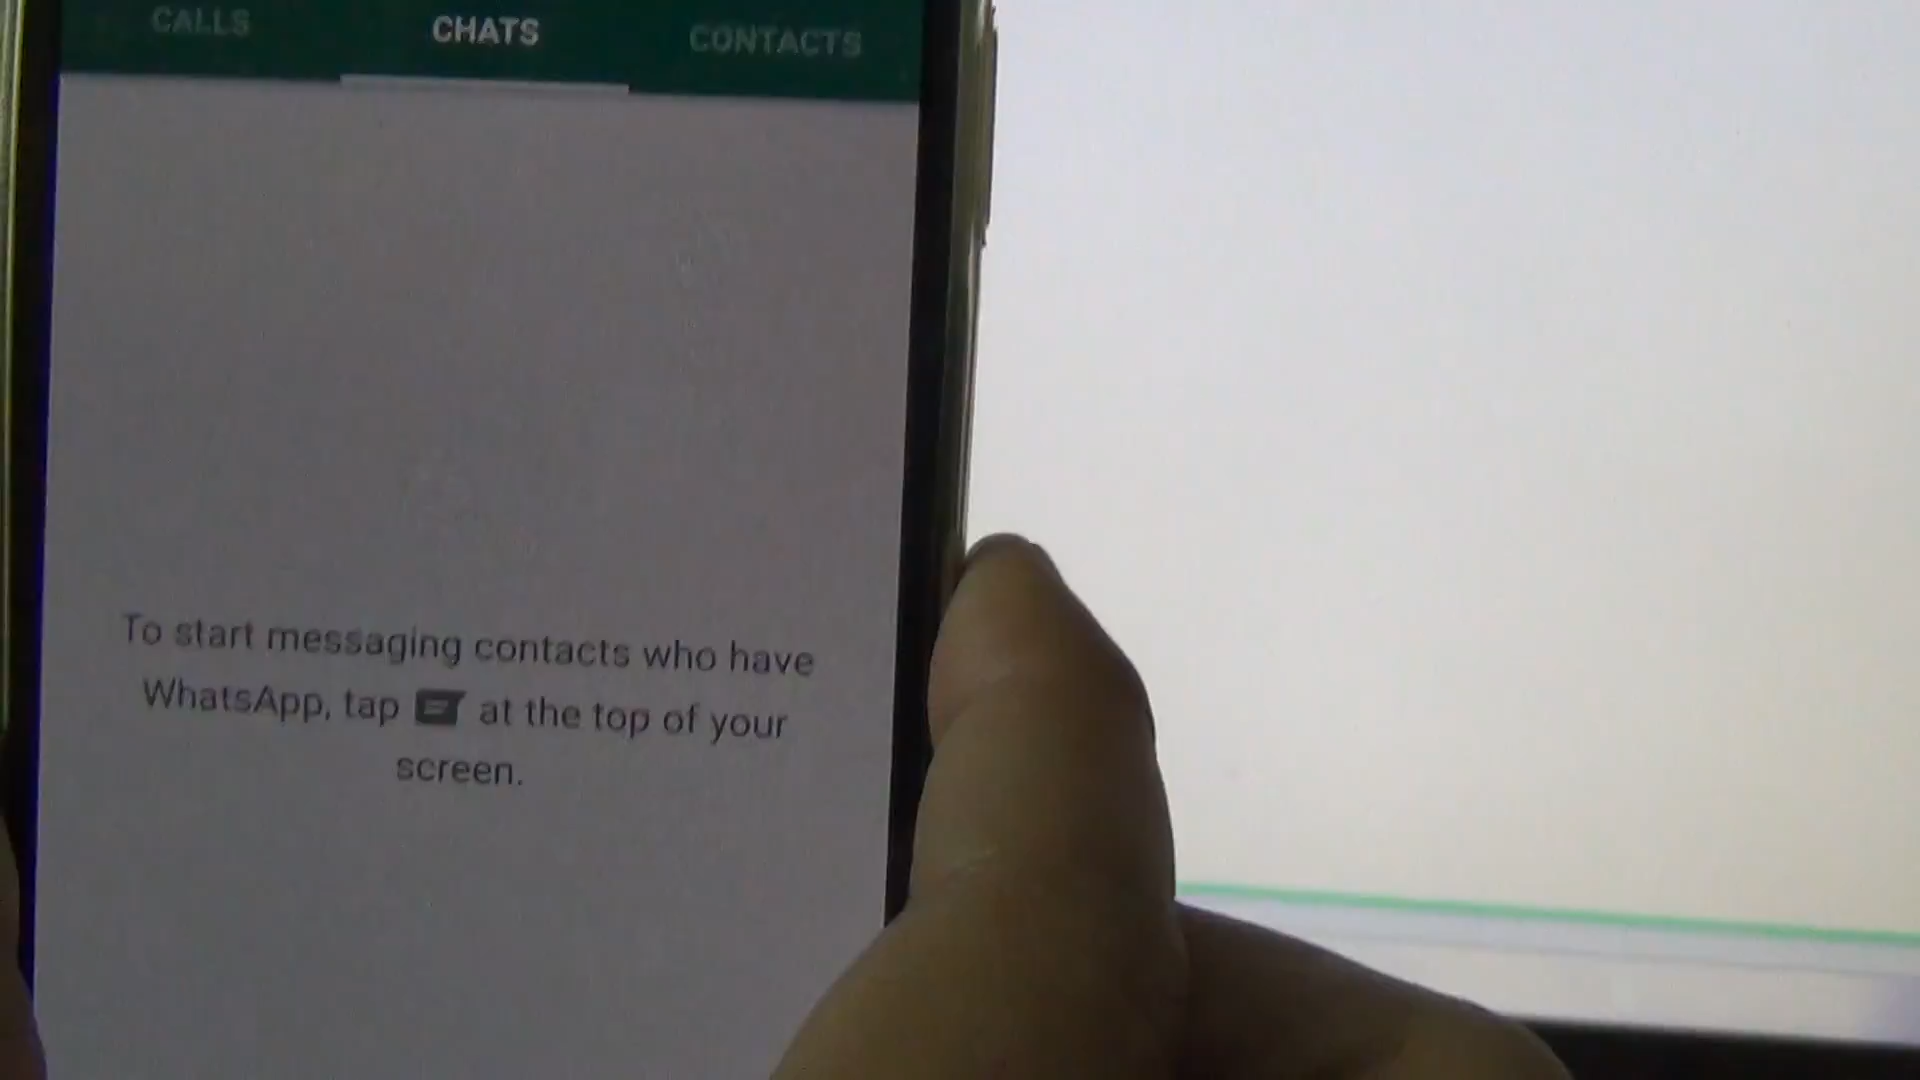 CALLS CHATS CONTACTS
To start messaging contacts who have
WhatsApp, tap at the top of your
screen.